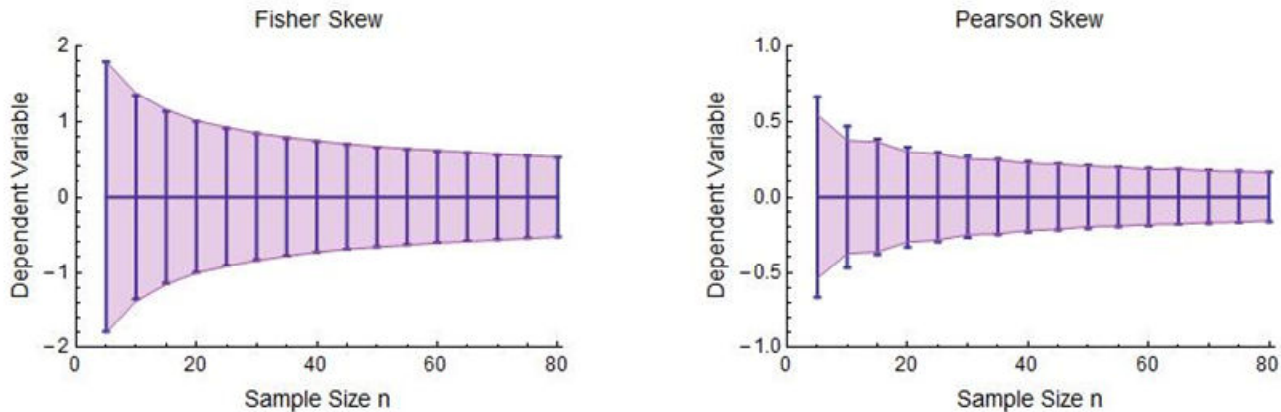 Fisher Skew
2
1
0
−1
−2
Dependent Variable
0 20 40 60 80
Sample Size n
Pearson Skew
1.0
0.5
0.0
−0.5
−1.0
Dependent Variable
0 20 40 60 80
Sample Size n